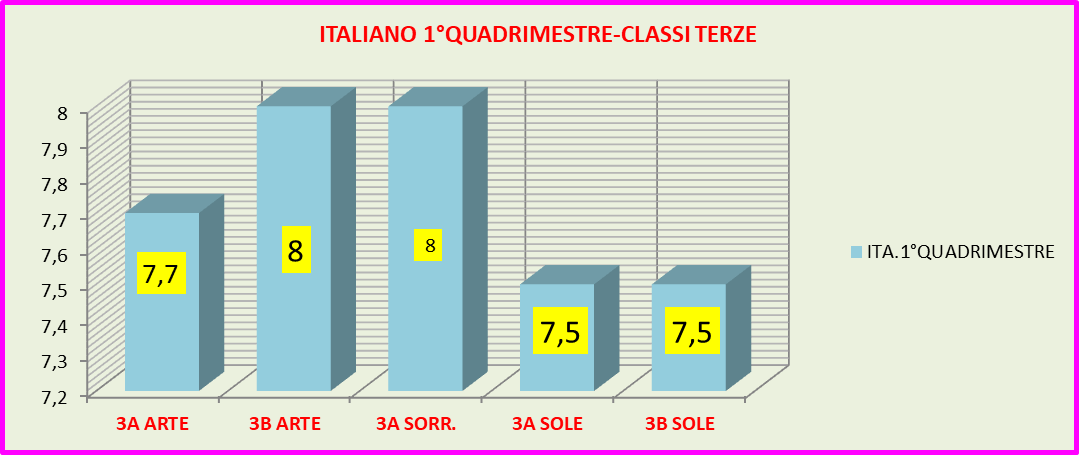 ITALIANO 1°QUADRIMESTRE-CLASSI TERZE
8
7,9
7,8
7,7
7,6
7,5
7,4
7,3
7,2
7,7
8
8
7,5
7,5
3A ARTE
3B ARTE
3A SORR.
3A SOLE
3B SOLE
ITA.1°QUADRIMESTRE